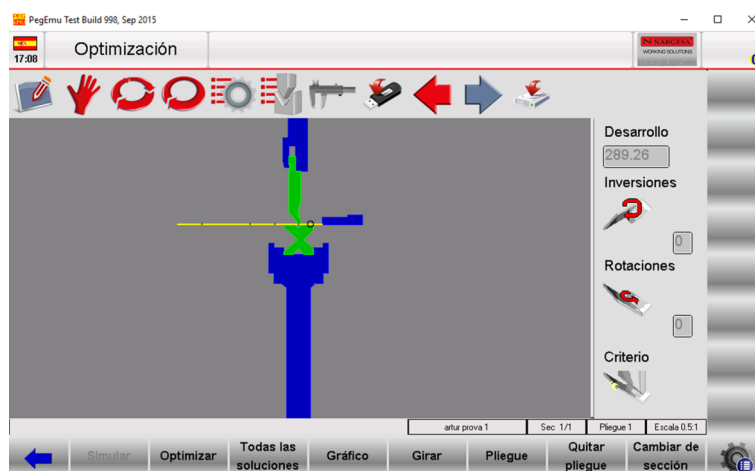 PegEmu Test Build 998, Sep 2015
17:08
Optimización
NARGESA
WORKING SOLUTIONS
Desarrollo
289.26
Inversiones
0
Rotaciones
0
Criterio
artur prova 1
Sec 1/1
Pliegue 1
Escala 0.5:1
Simular
Optimizar
Todas las
soluciones
Gráfico
Girar
Pliegue
Quitar
pliegue
Cambiar de
sección